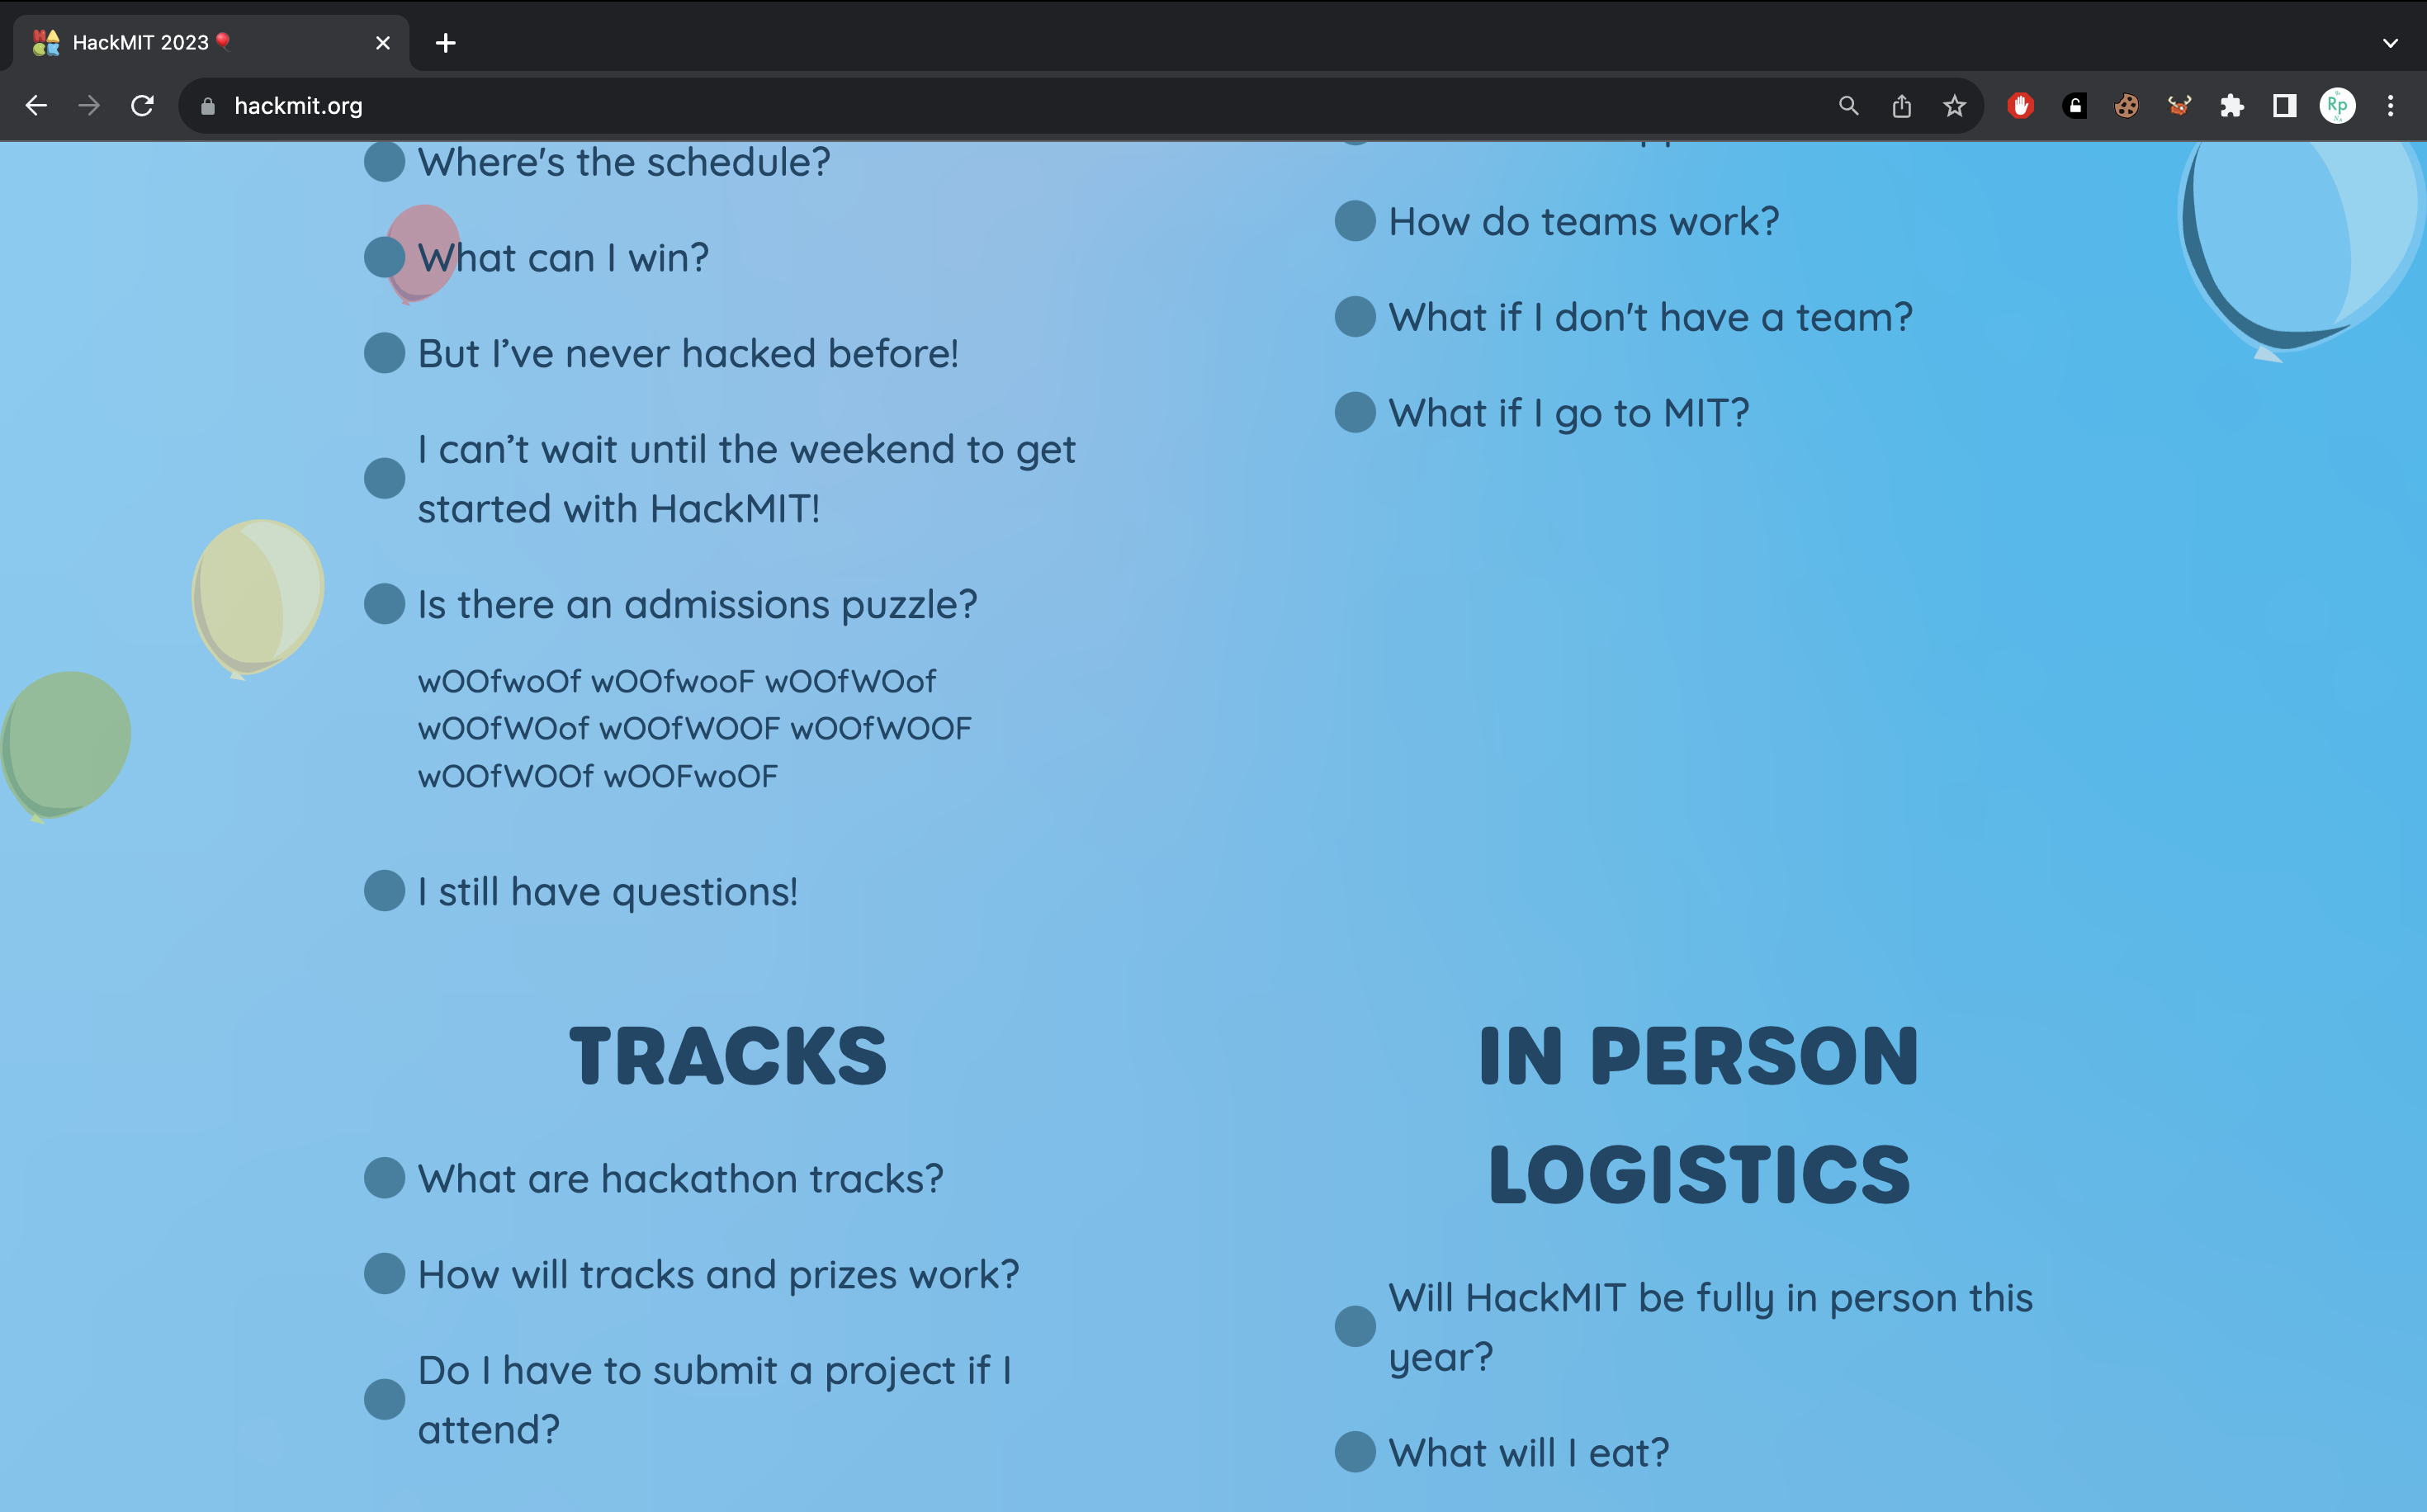 HackMIT 2023
hackmit.org
Rp
Where's the schedule?
What can I win?
But I’ve never hacked before!
I can’t wait until the weekend to get
started with HackMIT!
Is there an admissions puzzle?
wOOfwoOf wOOfwooF wOOfWOof
wOOfWOof wOOfWOOF wOOfWOOF
wOOfWOOf wOOFwoOF
I still have questions!
How do teams work?
What if I don't have a team?
What if I go to MIT?
TRACKS
What are hackathon tracks?
How will tracks and prizes work?
Do I have to submit a project if I
attend?
IN PERSON
LOGISTICS
Will HackMIT be fully in person this
year?
What will I eat?